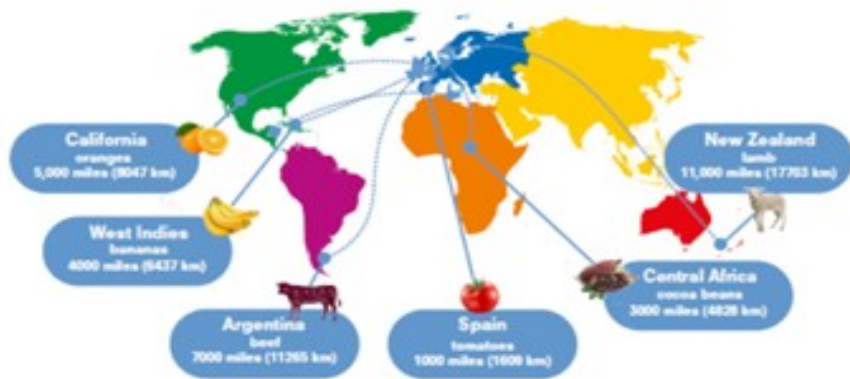 California
oranges
5,000 miles (8047 km)
New Zealand
lamb
11,000 miles (17703 km)
West Indies
bananas
4000 miles (6437 km)
Central Africa
cocoa beans
3000 miles (4828 km)
Argentina
beef
7000 miles (11265 km)
Spain
tomatoes
1000 miles (1609 km)